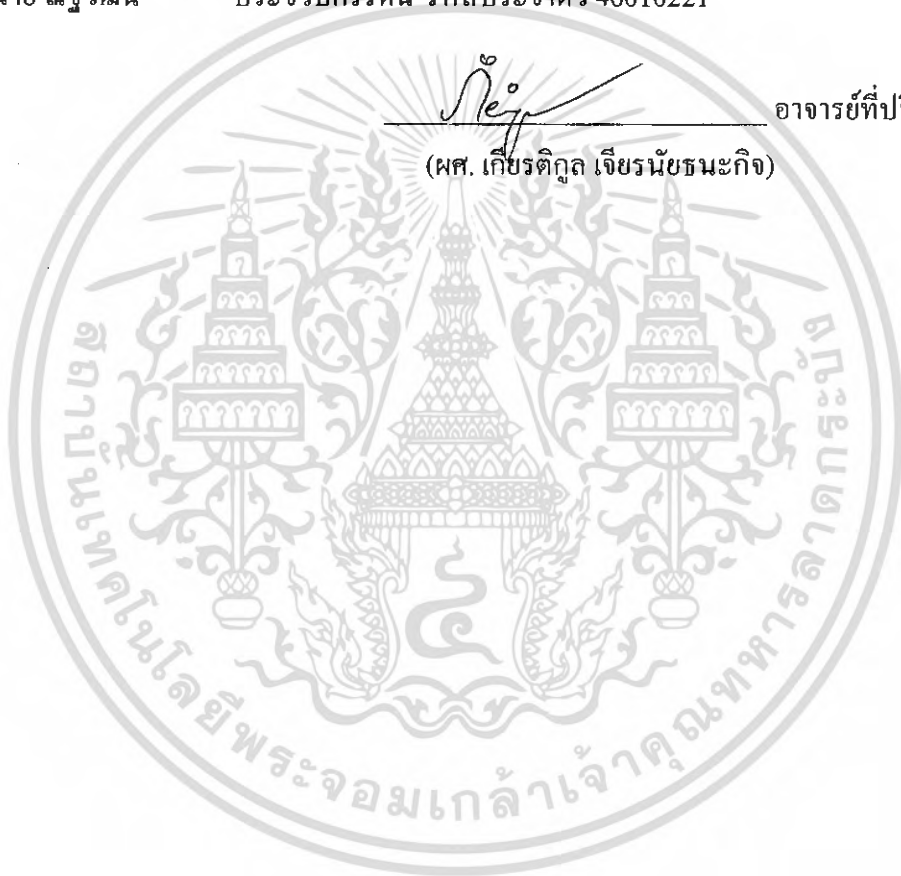 รหัสประจำตัว 40010221
อาจารย์ที่ปรึ
(ผศ. เกียรติกูล เจียรนัยธนะกิจ)
สถาบันเทคโนโลยีพระจอมเกล้าเจ้าคุณทหารลาดกระบัง
๔